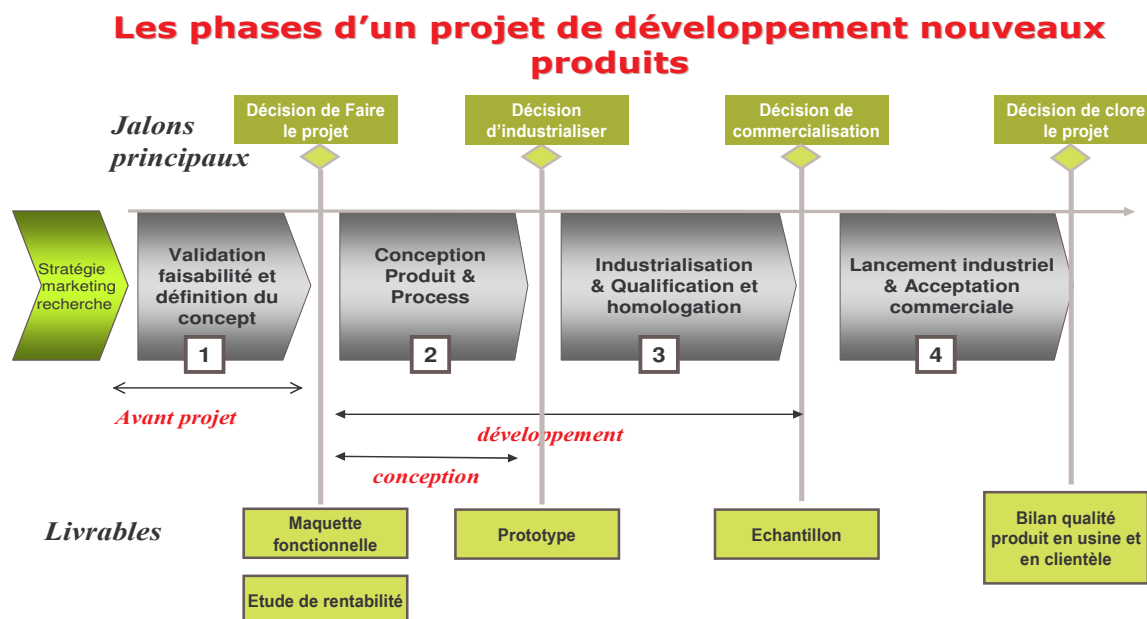 Les phases d’un projet de développement nouveaux
produits
Jalons
principaux
Décision de Faire
le projet
Décision
d’industrialiser
Décision de
commercialisation
Décision de clore
le projet
Stratégie
marketing
recherche
Validation
faisabilité et
définition du
concept
1
Conception
Produit &
Process
2
Industrialisation
& Qualification et
homologation
3
Lancement industriel
& Acceptation
commerciale
4
Avant projet
développement
conception
Livrables
Maquette
fonctionnelle
Etude de rentabilité
Prototype
Echantillon
Bilan qualité
produit en usine et
en clientèle